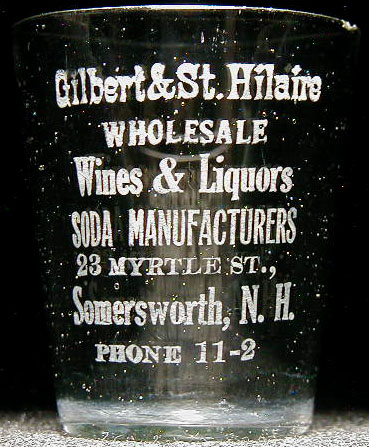 Gilbert & St. Hilaire
WHOLESALE
Wines & Liquors
SODA MANUFACTURERS
23 MYRTLE ST.,
Somersworth, N. H.
PHONE 11-2